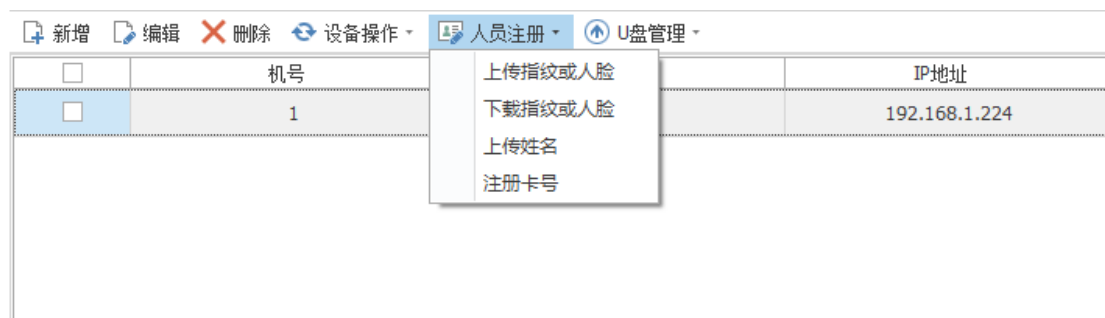 新增 编辑 删除 设备操作 人员注册 U盘管理
机号 IP地址
1 192.168.1.224
上传指纹或人脸
下载指纹或人脸
上传姓名
注册卡号